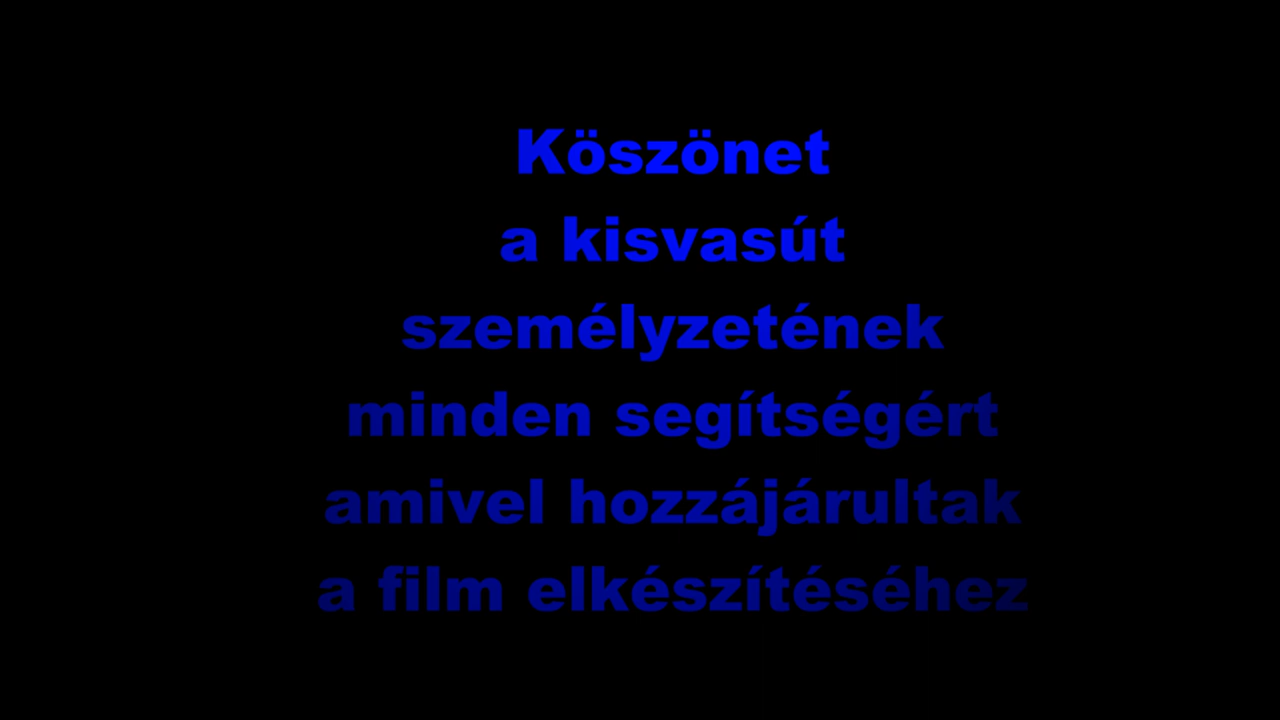 Köszönet
a kisvasút
személyzetének
minden segítségért
amivel hozzájárultak
a film elkészítéséhez